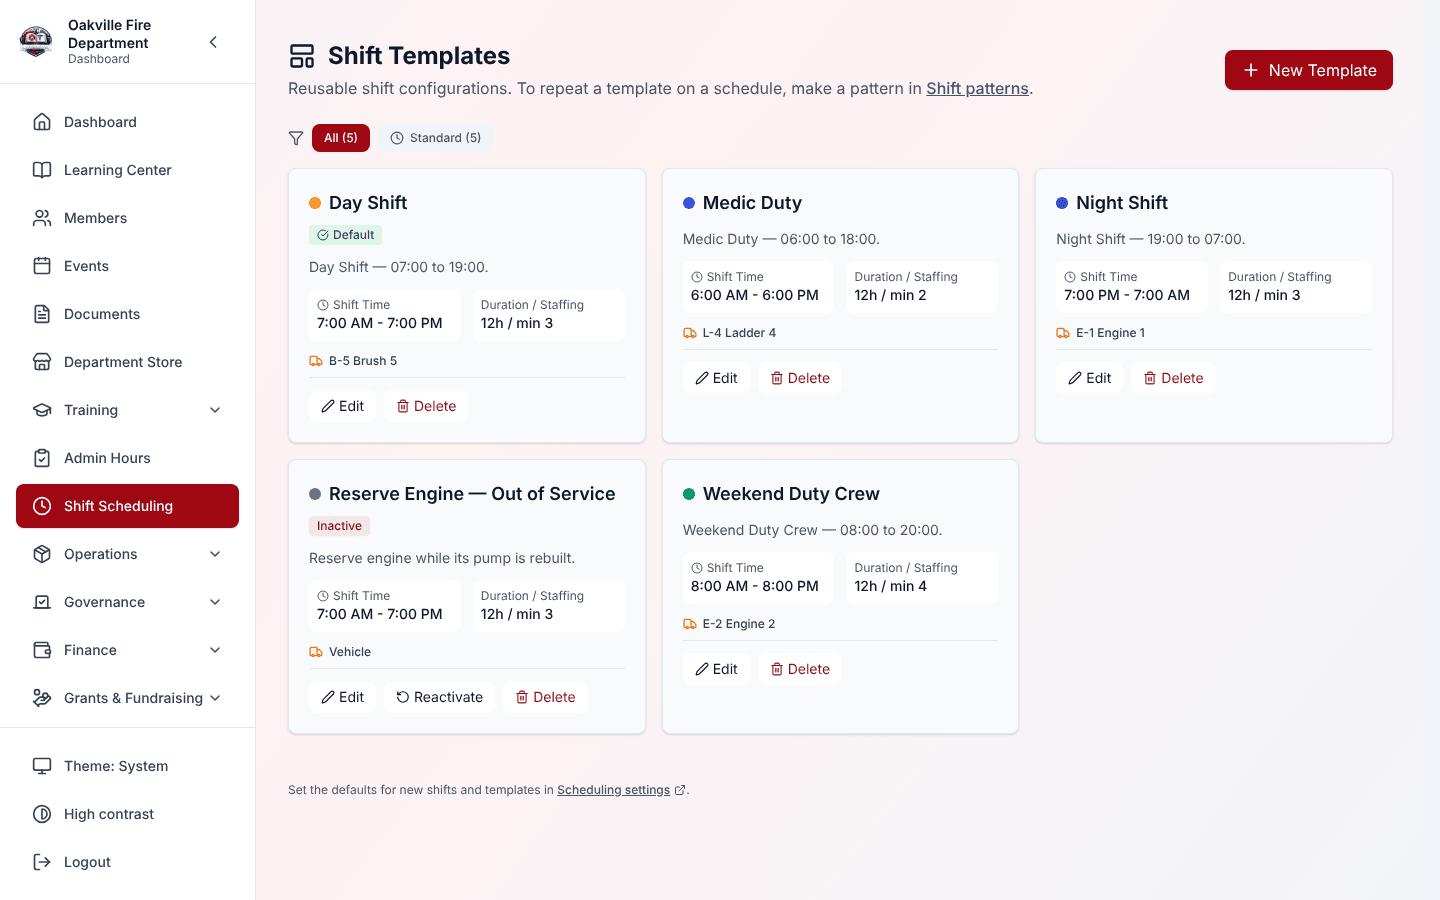 Oakville Fire
Department
Dashboard
Dashboard
Learning Center
Members
Events
Documents
Department Store
Training
Admin Hours
Shift Scheduling
Operations
Governance
Finance
Grants & Fundraising
Theme: System
High contrast
Logout
Shift Templates
Reusable shift configurations. To repeat a template on a schedule, make a pattern in Shift patterns.
New Template
All (5)
Standard (5)
Day Shift
Default
Day Shift — 07:00 to 19:00.
Shift Time
7:00 AM - 7:00 PM
Duration / Staffing
12h / min 3
B-5 Brush 5
Edit
Delete
Medic Duty
Medic Duty — 06:00 to 18:00.
Shift Time
6:00 AM - 6:00 PM
Duration / Staffing
12h / min 2
L-4 Ladder 4
Edit
Delete
Night Shift
Night Shift — 19:00 to 07:00.
Shift Time
7:00 PM - 7:00 AM
Duration / Staffing
12h / min 3
E-1 Engine 1
Edit
Delete
Reserve Engine — Out of Service
Inactive
Reserve engine while its pump is rebuilt.
Shift Time
7:00 AM - 7:00 PM
Duration / Staffing
12h / min 3
Vehicle
Edit
Reactivate
Delete
Weekend Duty Crew
Weekend Duty Crew — 08:00 to 20:00.
Shift Time
8:00 AM - 8:00 PM
Duration / Staffing
12h / min 4
E-2 Engine 2
Edit
Delete
Set the defaults for new shifts and templates in Scheduling settings.